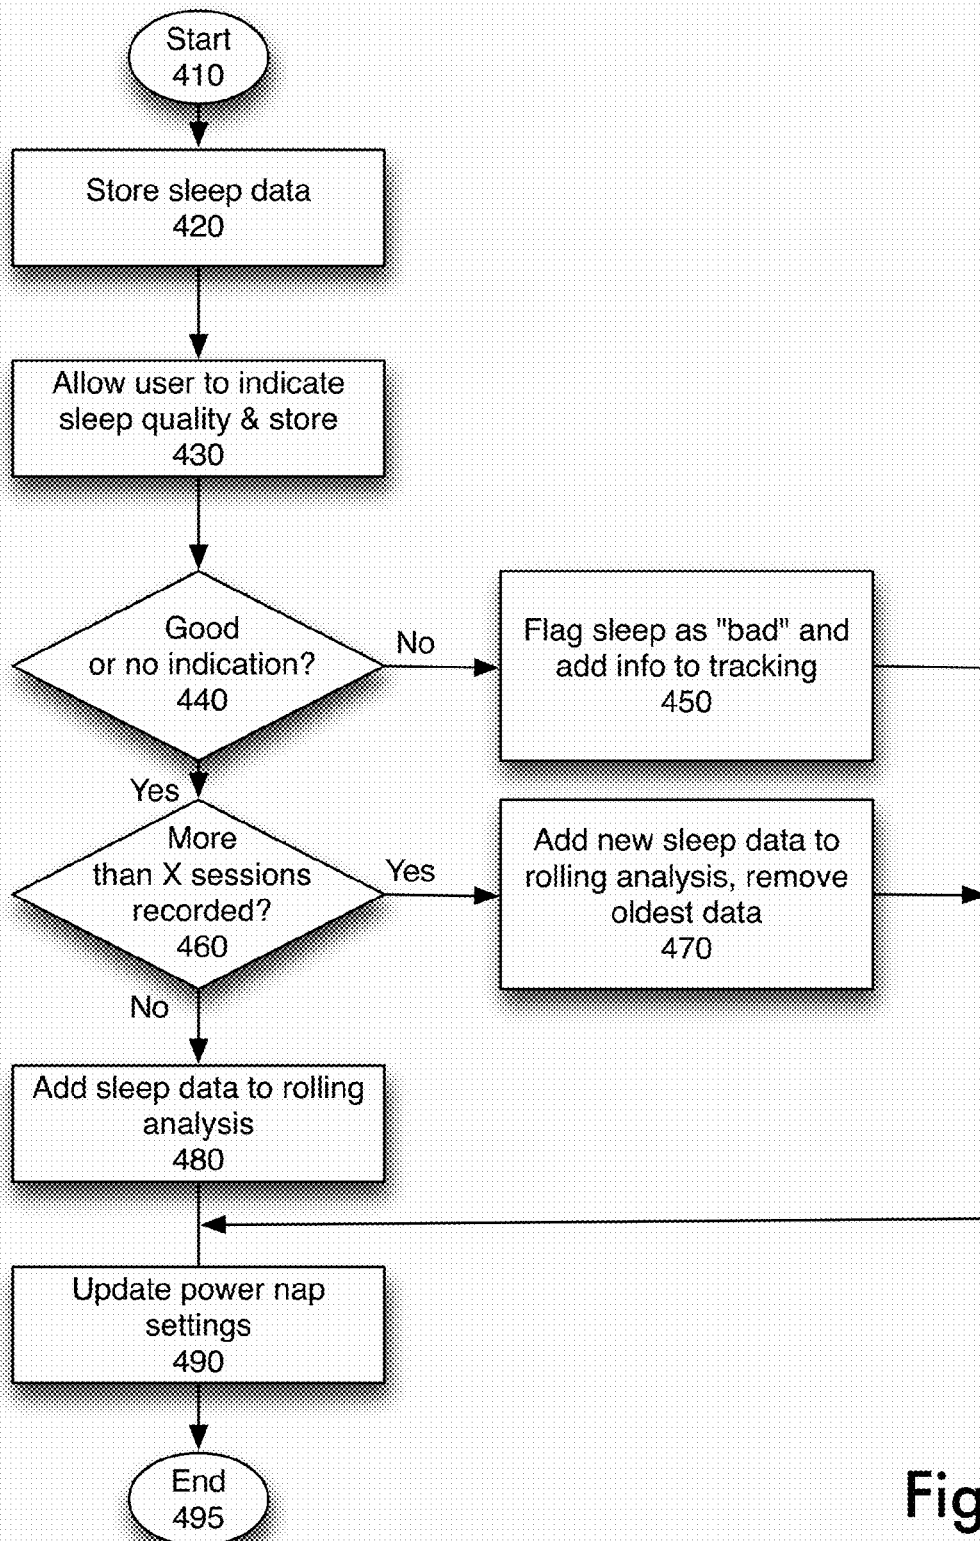 Start
410
Store sleep data
420
Allow user to indicate
sleep quality & store
430
Good
or no indication?
440
No
Flag sleep as "bad" and
add info to tracking
450
Yes
More
than X sessions
recorded?
460
Yes
Add new sleep data to
rolling analysis, remove
oldest data
470
No
Add sleep data to rolling
analysis
480
Update power nap
settings
490
End
495
Fig